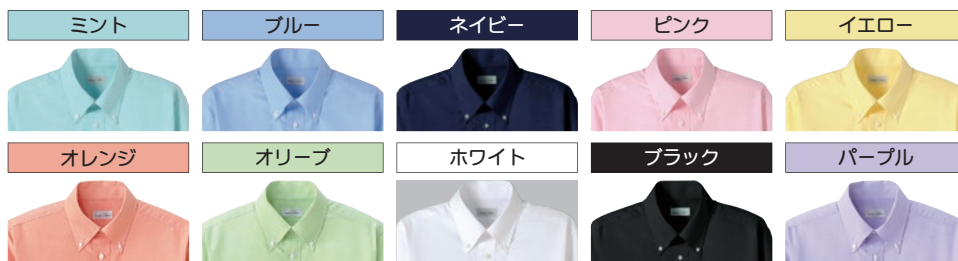 ミント
ブルー
ネイビー
ピンク
イエロー
オレンジ
オリーブ
ホワイト
ブラック
パープル